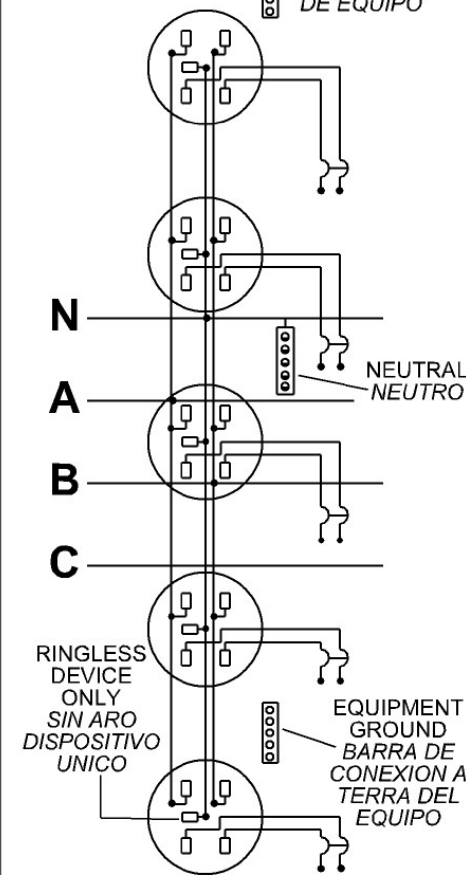 DE EQUIPO
N
NEUTRAL
NEUTRO
A
B
C
RINGLESS
DEVICE
ONLY
SIN ARO
DISPOSITIVO
UNICO
EQUIPMENT
GROUND
BARRA DE
CONEXION A
TERRA DEL
EQUIPO